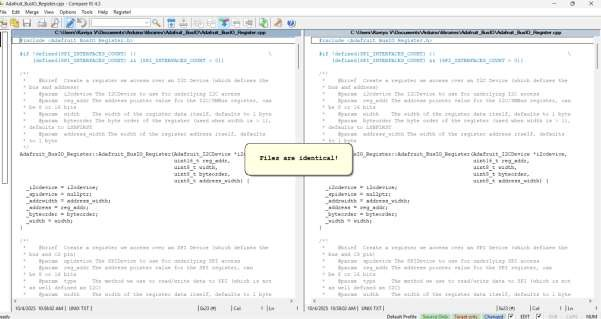 Adafruit_BusIO_Register.cpp - Compare It! 4.2
File Edit Merge View Options Tools Help Register!
C:\Users\Kamyo V\Documents\Arduino\libraries\Adafruit_BusIO\Adafruit_BusIO_Register.cpp
#include <Adafruit_BusIO_Register.h>
#if !defined(SPI_INTERFACES_COUNT) || \
(defined(SPI_INTERFACES_COUNT) && (SPI_INTERFACES_COUNT > 0))
/*!
* @brief Create a register we access over an I2C Device (which defines the
* bus and address)
* @param i2cdevice The I2CDevice to use for underlying I2C access
* @param reg_addr The address pointer value for the I2C/SMBus register, can
* be 8 or 16 bits
* @param width The width of the register data itself, defaults to 1 byte
* @param byteorder The byte order of the register (used when width is > 1),
* defaults to LSBFIRST
* @param address_width The width of the register address itself, defaults
* to 1 byte
*/
Adafruit_BusIO_Register::Adafruit_BusIO_Register(Adafruit_I2CDevice *i2cdevice,
uint16_t reg_addr,
uint8_t width,
uint8_t byteorder,
uint8_t address_width) {
_i2cdevice = i2cdevice;
_spidevice = nullptr;
_addrwidth = address_width;
_address = reg_addr;
_byteorder = byteorder;
_width = width;
}
/*!
* @brief Create a register we access over an SPI Device (which defines the
* bus and CS pin)
* @param spidevice The SPIDevice to use for underlying SPI access
* @param reg_addr The address pointer value for the SPI register, can
* be 8 or 16 bits
* @param type The method we use to read/write data to SPI (which is not
* as well defined as I2C)
* @param width The width of the register data itself, defaults to 1 byte
Files are identical!
C:\Users\Kamyo V\Documents\Arduino\libraries\Adafruit_BusIO\Adafruit_BusIO_Register.cpp
#include <Adafruit_BusIO_Register.h>
#if !defined(SPI_INTERFACES_COUNT) || \
(defined(SPI_INTERFACES_COUNT) && (SPI_INTERFACES_COUNT > 0))
/*!
* @brief Create a register we access over an I2C Device (which defines the
* bus and address)
* @param i2cdevice The I2CDevice to use for underlying I2C access
* @param reg_addr The address pointer value for the I2C/SMBus register, can
* be 8 or 16 bits
* @param width The width of the register data itself, defaults to 1 byte
* @param byteorder The byte order of the register (used when width is > 1),
* defaults to LSBFIRST
* @param address_width The width of the register address itself, defaults
* to 1 byte
*/
_Register::Adafruit_BusIO_Register(Adafruit_I2CDevice *i2cdevice,
uint16_t reg_addr,
uint8_t width,
uint8_t byteorder,
uint8_t address_width) {
_i2cdevice = i2cdevice;
_spidevice = nullptr;
_addrwidth = address_width;
_address = reg_addr;
_byteorder = byteorder;
_width = width;
}
/*!
* @brief Create a register we access over an SPI Device (which defines the
* bus and CS pin)
* @param spidevice The SPIDevice to use for underlying SPI access
* @param reg_addr The address pointer value for the SPI register, can
* be 8 or 16 bits
* @param type The method we use to read/write data to SPI (which is not
* as well defined as I2C)
* @param width The width of the register data itself, defaults to 1 byte
UNIX TXT Col Ln
UNIX TXT Col Ln
Ready Default Profile Source Only Target only Changed EDIT CAPS NUM